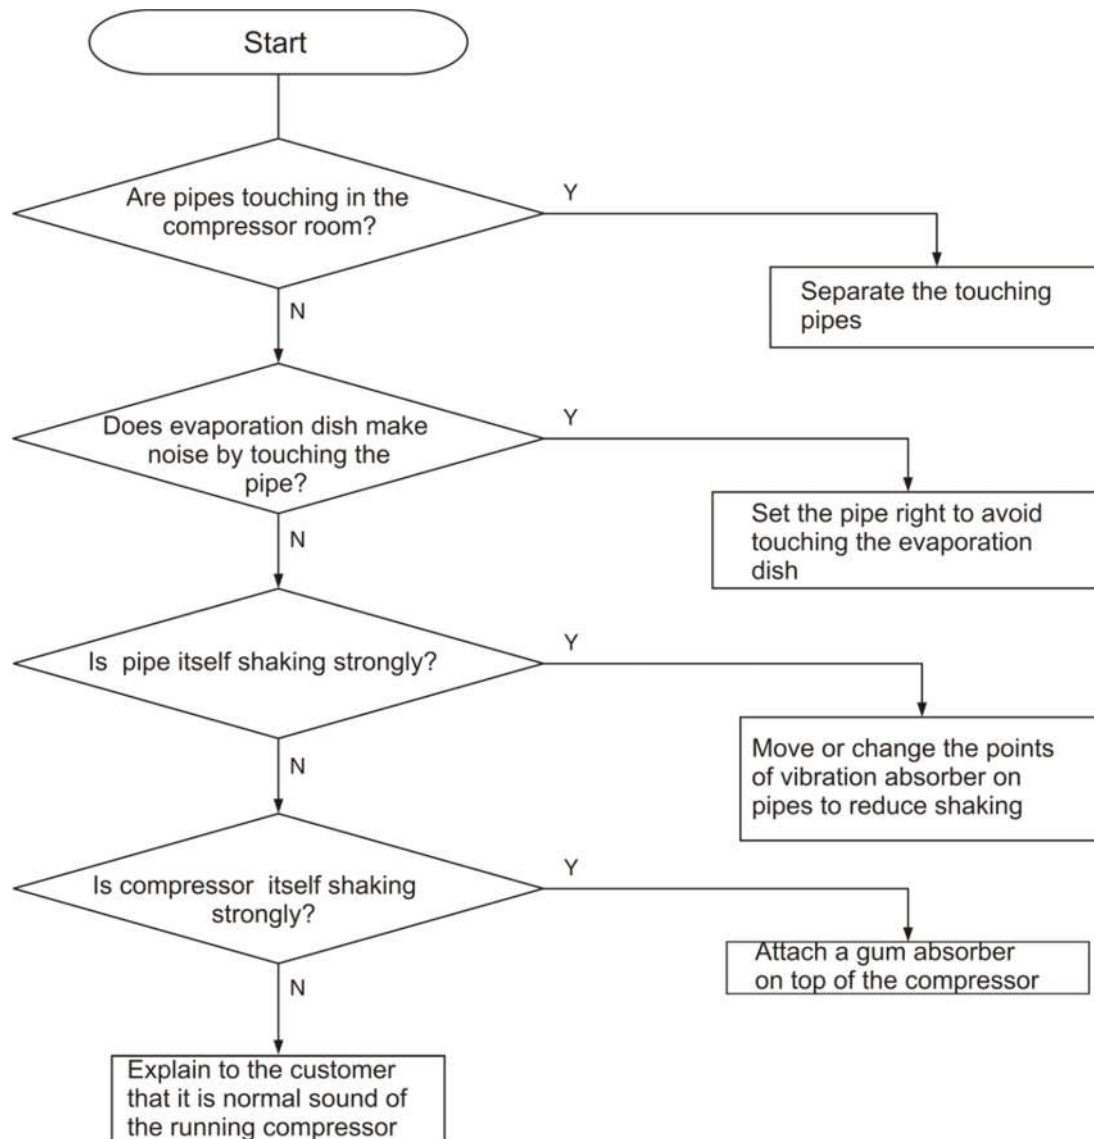 Start
Are pipes touching in the
compressor room?
Y
Separate the touching
pipes
N
Does evaporation dish make
noise by touching the
pipe?
Y
Set the pipe right to avoid
touching the evaporation
dish
N
Is pipe itself shaking strongly?
Y
Move or change the points
of vibration absorber on
pipes to reduce shaking
N
Is compressor itself shaking
strongly?
Y
Attach a gum absorber
on top of the compressor
N
Explain to the customer
that it is normal sound of
the running compressor